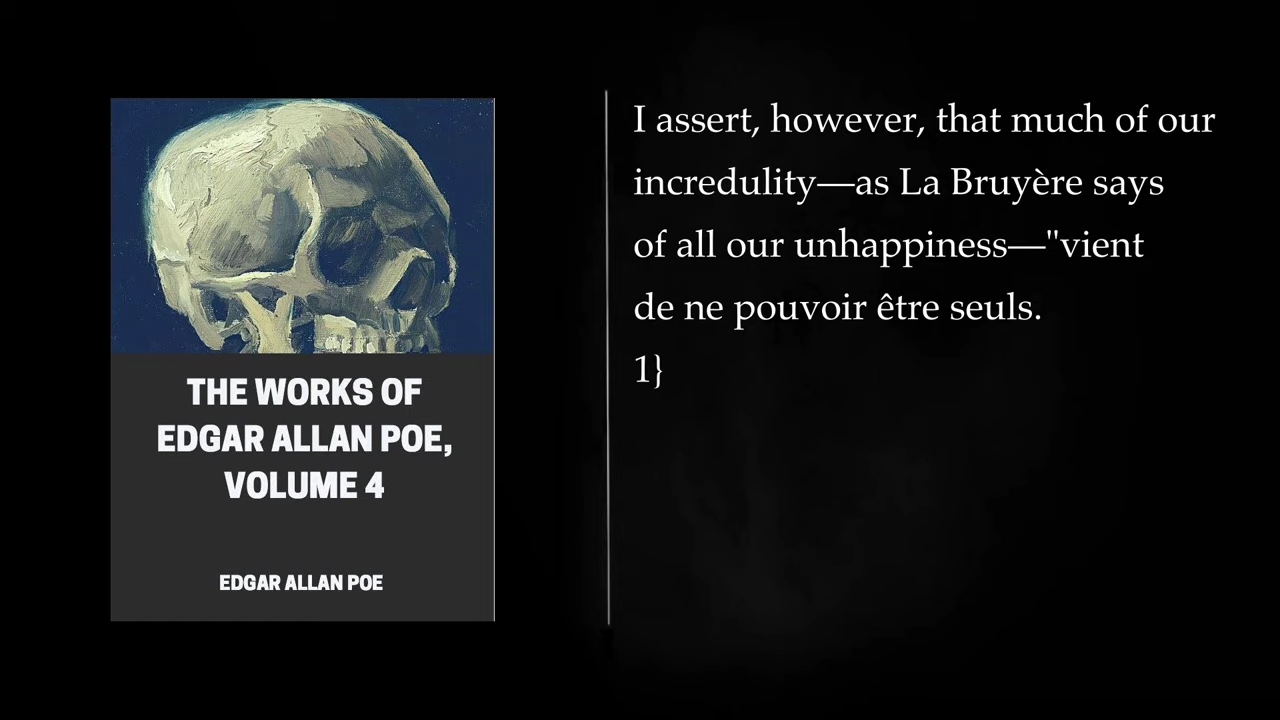 THE WORKS OF
EDGAR ALLAN POE,
VOLUME 4
EDGAR ALLAN POE
I assert, however, that much of our
incredulity—as La Bruyère says
of all our unhappiness—"vient
de ne pouvoir être seuls.
1}